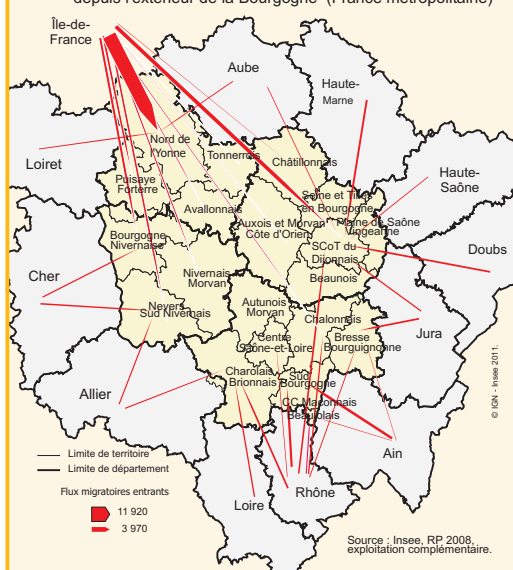 depuis l'extérieur de la Bourgogne (France métropolitaine)
Île-de-
France
Aube
Haute-
Marne
Nord de
l'Yonne
Loiret
Tonnerrois
Châtillonnais
Puisaye
Forterre
Haute-
Saône
Avallonnais
Seine et Tilles
en Bourgogne
Plaine de Saône
Vingeanne
Auxois et Morvan
Côte d'Orien
Bourgogne
Nivernaise
SCoT du
Dijonnais
Doubs
Cher
Nivernais
Morvan
Beaunois
Nevers
Sud Nivernais
Autunois
Morvan
Chalonnais
Jura
Centre
Saône-et-Loire
Bresse
Bourguignonne
Allier
Charolais
Brionnais
Sud
Bourgogne
CC Maconnais
Beaujolais
Ain
Loire
Rhône
Limite de territoire
Limite de département
Flux migratoires entrants
11 920
3 970
Source : Insee, RP 2008,
exploitation complémentaire.
© IGN - Insee 2011.